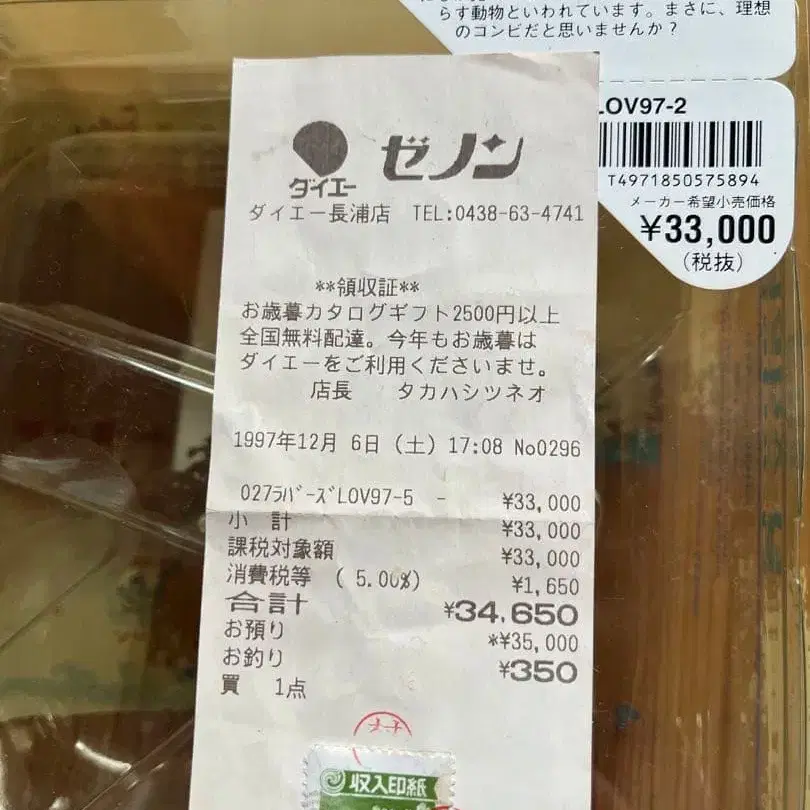 らす動物といわれています。まさに、理想
のコンビだと思いませんか？
LOV97-2
T4971850575894
メーカー希望小売価格
¥33,000
(税抜)
ダイエー ゼノン
ダイエー長浦店 TEL:0438-63-4741
**領収証**
お歳暮カタログギフト2500円以上
全国無料配達。今年もお歳暮は
ダイエーをご利用くださいませ。
店長 タカハシツネオ
1997年12月 6日 (土) 17:08 No0296
027ﾗﾊﾞｰｽﾞLOV97-5 - ¥33,000
小 計 ¥33,000
課税対象額 ¥33,000
消費税等 ( 5.00%) ¥1,650
合計 ¥34,650
お預り *¥35,000
お釣り ¥350
買 1点
収入印紙